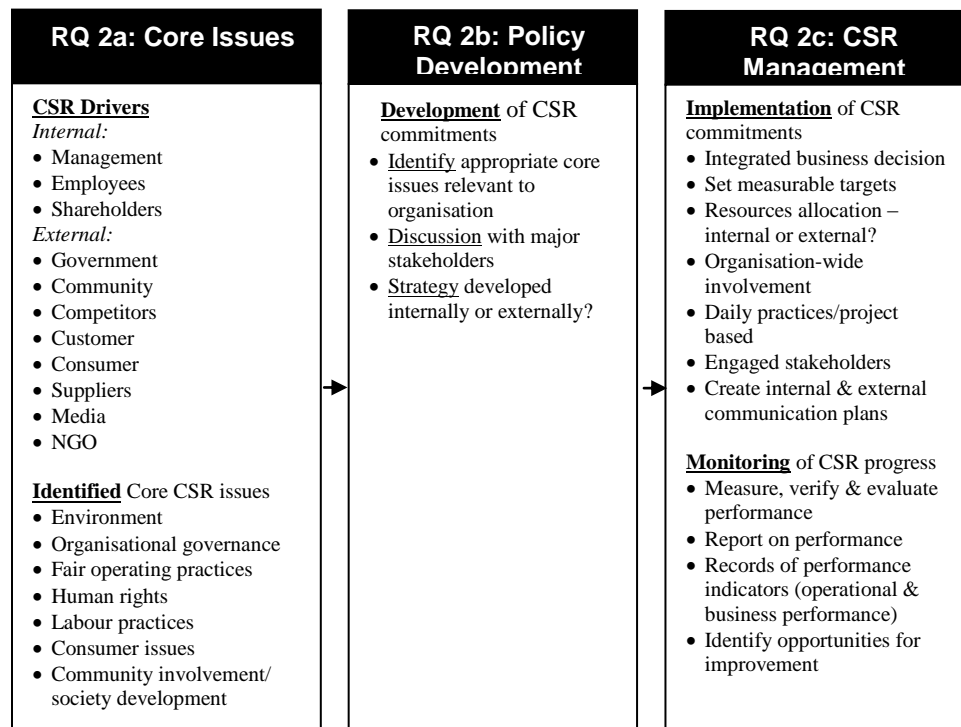 RQ 2a: Core Issues
CSR Drivers
Internal:
• Management
• Employees
• Shareholders
External:
• Government
• Community
• Competitors
• Customer
• Consumer
• Suppliers
• Media
• NGO
Identified Core CSR issues
• Environment
• Organisational governance
• Fair operating practices
• Human rights
• Labour practices
• Consumer issues
• Community involvement/
society development
RQ 2b: Policy
Development
Development of CSR
commitments
• Identify appropriate core
issues relevant to
organisation
• Discussion with major
stakeholders
• Strategy developed
internally or externally?
RQ 2c: CSR
Management
Implementation of CSR
commitments
• Integrated business decision
• Set measurable targets
• Resources allocation –
internal or external?
• Organisation-wide
involvement
• Daily practices/project
based
• Engaged stakeholders
• Create internal & external
communication plans
Monitoring of CSR progress
• Measure, verify & evaluate
performance
• Report on performance
• Records of performance
indicators (operational &
business performance)
• Identify opportunities for
improvement